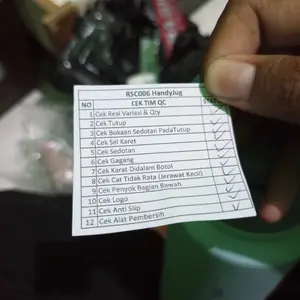 RSC006 HandyJug
NO CEK TIM QC
1 Cek Resi Variasi & Qty
2 Cek Tutup
3 Cek Bukaan Sedotan PadaTutup
4 Cek Sel Karet
5 Cek Sedotan
6 Cek Gagang
7 Cek Karat Didalam Botol
8 Cek Cat Tidak Rata (Jerawat Kecil)
9 Cek Penyok Bagian Bawah
10 Cek Logo
11 Cek Anti Slip
12 Cek Alat Pembersih